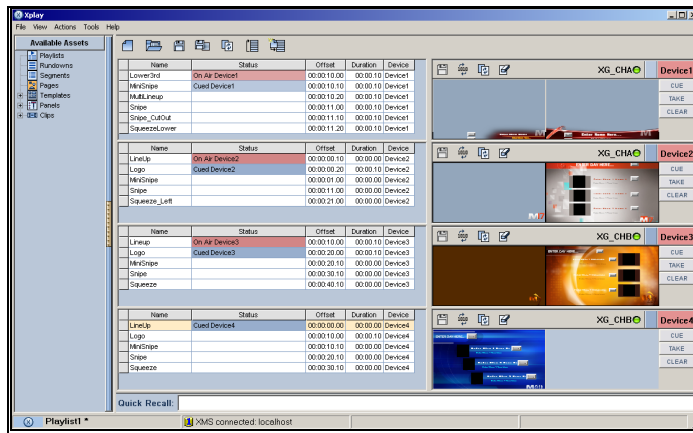 Xplay
File View Actions Tools Help
Available Assets
Playlists
Rundowns
Segments
Pages
Templates
Panels
Clips
Name Status Offset Duration Device
Lower3rd On Air Device1 00:00:10.00 00:00.10 Device1
MiniSnipe Cued Device1 00:00:10.10 00:00.10 Device1
MultiLineup 00:00:10.20 00:00.10 Device1
Snipe 00:00:11.00 00:00.10 Device1
Snipe_CutOut 00:00:11.10 00:00.10 Device1
SqueezeLower 00:00:11.20 00:00.10 Device1
XG_CHA Device1
CUE
TAKE
CLEAR
Name Status Offset Duration Device
LineUp On Air Device2 00:00:00.10 00:00.00 Device2
Logo Cued Device2 00:00:00.20 00:00.10 Device2
MiniSnipe 00:00:01.00 00:00.00 Device2
Snipe 00:00:11.00 00:00.00 Device2
Squeeze_Left 00:00:21.00 00:00.00 Device2
XG_CHA Device2
CUE
TAKE
CLEAR
Name Status Offset Duration Device
Lineup On Air Device3 00:00:10.00 00:00.10 Device3
Logo Cued Device3 00:00:20.00 00:00.00 Device3
MiniSnipe 00:00:20.10 00:00.00 Device3
Snipe 00:00:30.10 00:00.00 Device3
Squeeze 00:00:40.10 00:00.00 Device3
XG_CHB Device3
CUE
TAKE
CLEAR
Name Status Offset Duration Device
LineUp Cued Device4 00:00:00.00 00:00.00 Device4
Logo 00:00:10.00 00:00.10 Device4
MiniSnipe 00:00:10.10 00:00.00 Device4
Snipe 00:00:20.10 00:00.00 Device4
Squeeze 00:00:30.10 00:00.00 Device4
XG_CHB Device4
CUE
TAKE
CLEAR
Quick Recall:
Playlist1 * XMS connected: localhost